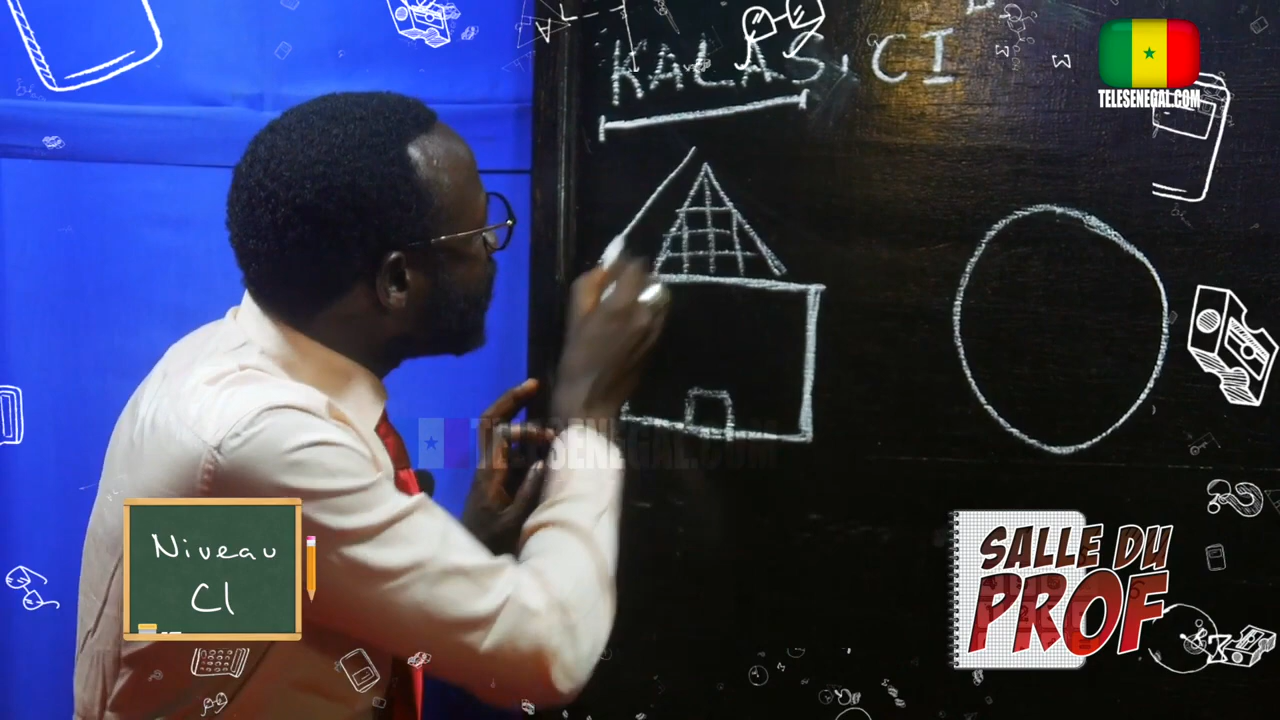 KALAS, CI
TELESENEGAL.COM
TELESENEGAL.COM
Niveau
CI
SALLE DU
PROF